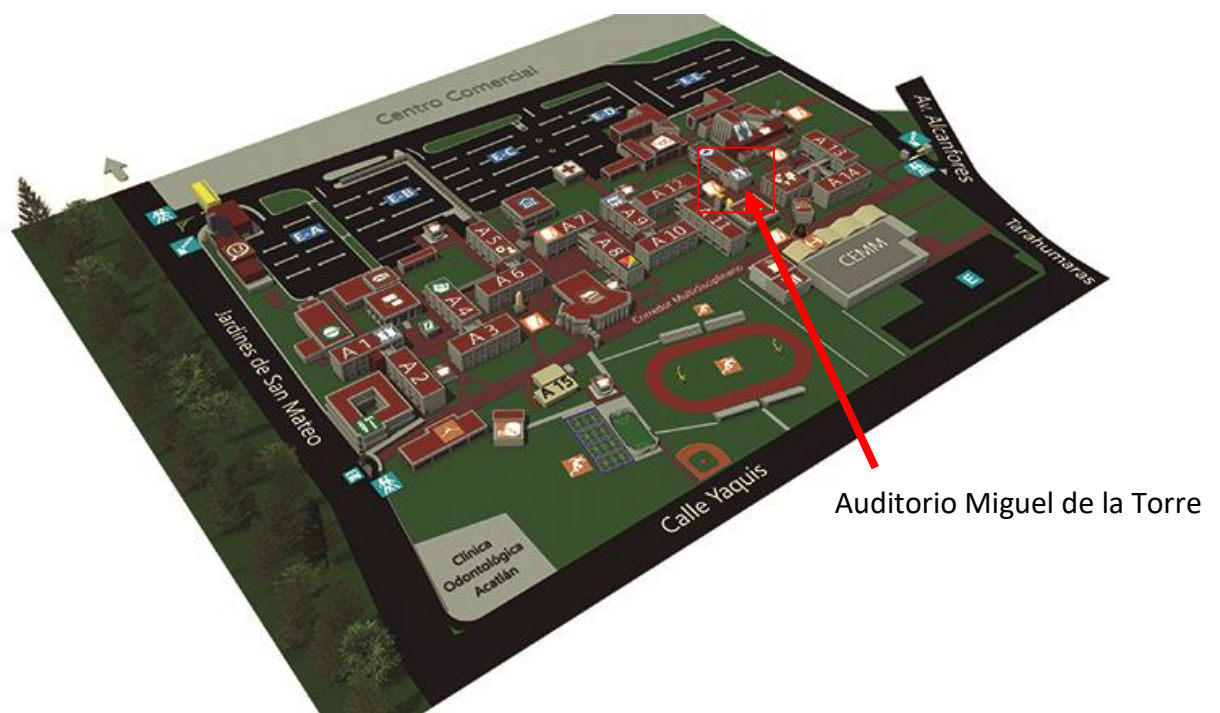 Centro Comercial
E-E
E-D
E-C
E-B
E-A
Av. Alcanfores
Tarahumaras
A 13
A 14
A 12
A 11
A 10
A 9
A 8
A 7
A 6
A 5
A 4
A 3
A 1
A 2
A 15
CEMM
E
Corredor Multidisciplinario
Jardines de San Mateo
Calle Yaquis
Clínica
Odontológica
Acatlán
Auditorio Miguel de la Torre